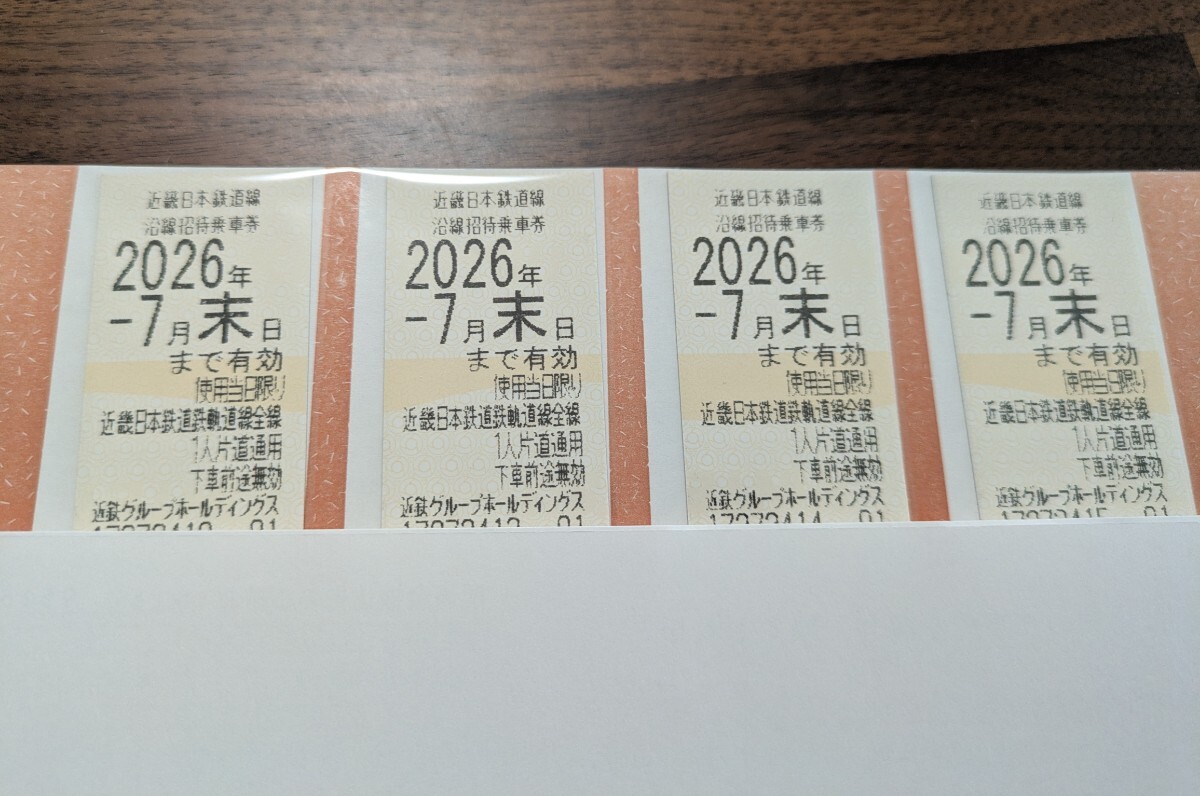 近畿日本鉄道線
沿線招待乗車券
2026年
-7月末日
まで有効
使用当日限り
近畿日本鉄道鉄軌道線全線
1人片道通用
下車前途無効
近鉄グループホールディングス
近畿日本鉄道線
沿線招待乗車券
2026年
-7月末日
まで有効
使用当日限り
近畿日本鉄道鉄軌道線全線
1人片道通用
下車前途無効
近鉄グループホールディングス
近畿日本鉄道線
沿線招待乗車券
2026年
-7月末日
まで有効
使用当日限り
近畿日本鉄道鉄軌道線全線
1人片道通用
下車前途無効
近鉄グループホールディングス
近畿日本鉄道線
沿線招待乗車券
2026年
-7月末日
まで有効
使用当日限り
近畿日本鉄道鉄軌道線全線
1人片道通用
下車前途無効
近鉄グループホールディングス